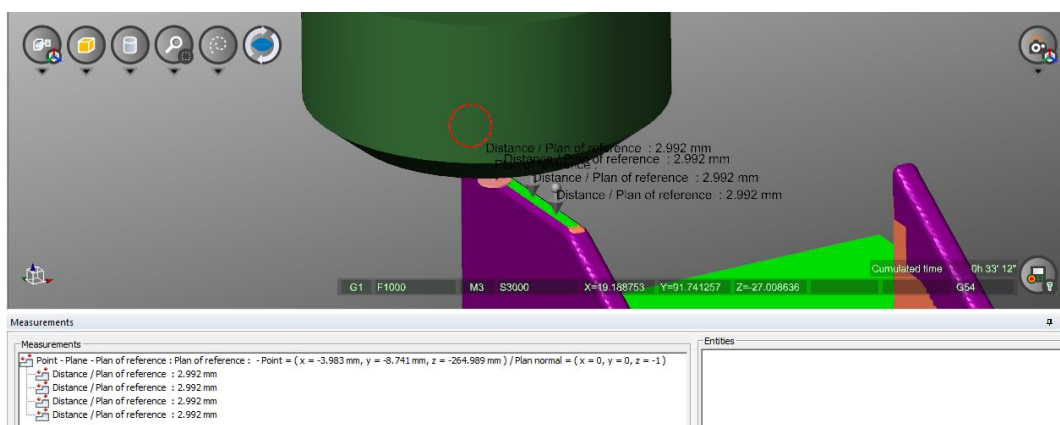 Distance / Plan of reference : 2.992 mm
Distance / Plan of reference : 2.992 mm
Plan of reference :
Distance / Plan of reference : 2.992 mm
Distance / Plan of reference : 2.992 mm
Cumulated time 0h 33' 12"
G1 F1000 M3 S3000 X=19.188753 Y=91.741257 Z=-27.008636 G54
Measurements
Measurements
Entities
Point - Plane - Plan of reference : Plan of reference : - Point = ( x = -3.983 mm, y = -8.741 mm, z = -264.989 mm ) / Plan normal = ( x = 0, y = 0, z = -1 )
Distance / Plan of reference : 2.992 mm
Distance / Plan of reference : 2.992 mm
Distance / Plan of reference : 2.992 mm
Distance / Plan of reference : 2.992 mm